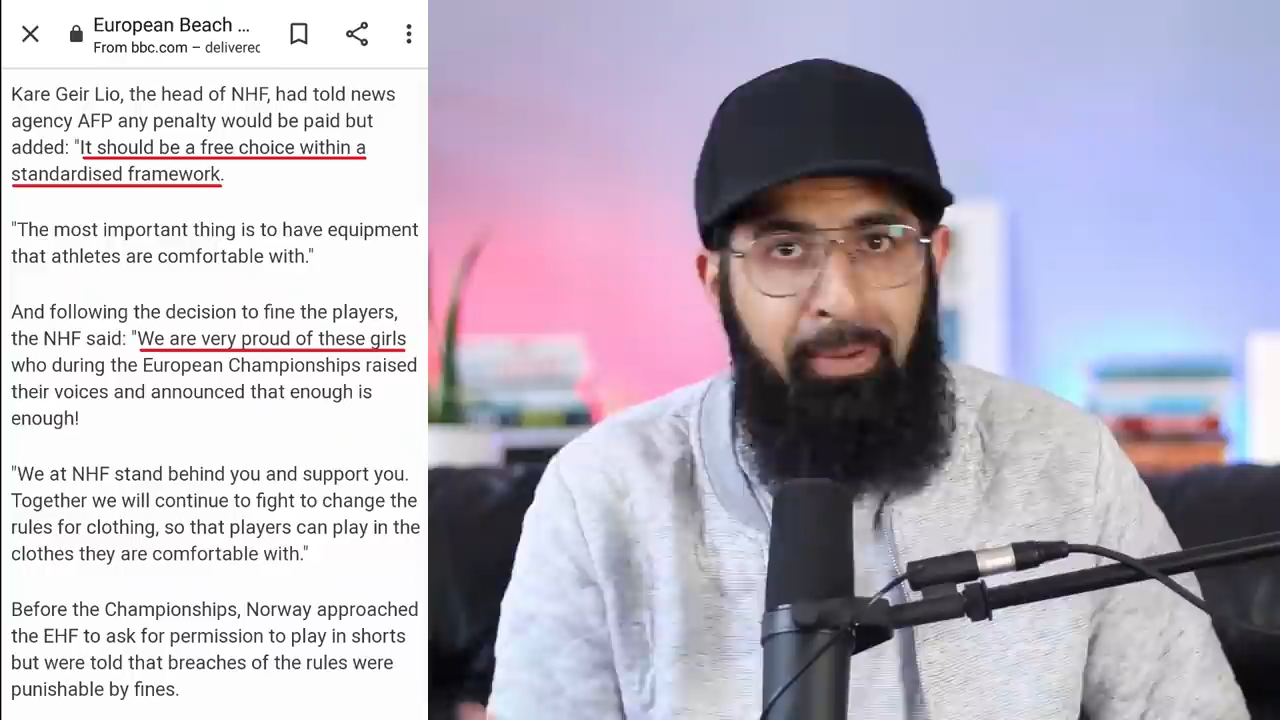 European Beach ...
From bbc.com – delivered
Kare Geir Lio, the head of NHF, had told news
agency AFP any penalty would be paid but
added: "It should be a free choice within a
standardised framework.
"The most important thing is to have equipment
that athletes are comfortable with."
And following the decision to fine the players,
the NHF said: "We are very proud of these girls
who during the European Championships raised
their voices and announced that enough is
enough!
"We at NHF stand behind you and support you.
Together we will continue to fight to change the
rules for clothing, so that players can play in the
clothes they are comfortable with."
Before the Championships, Norway approached
the EHF to ask for permission to play in shorts
but were told that breaches of the rules were
punishable by fines.